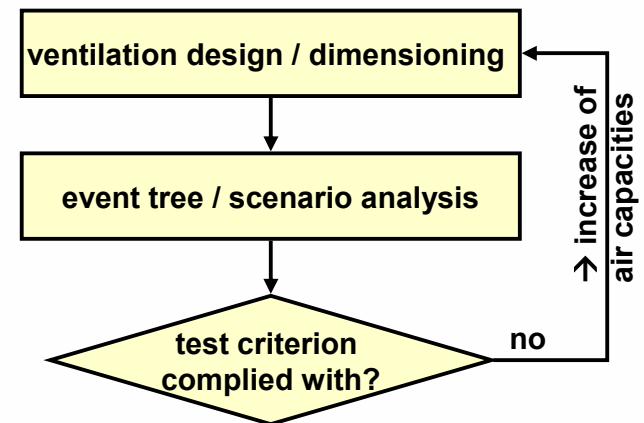 ventilation design / dimensioning
event tree / scenario analysis
test criterion
complied with?
no
→ increase of
air capacities